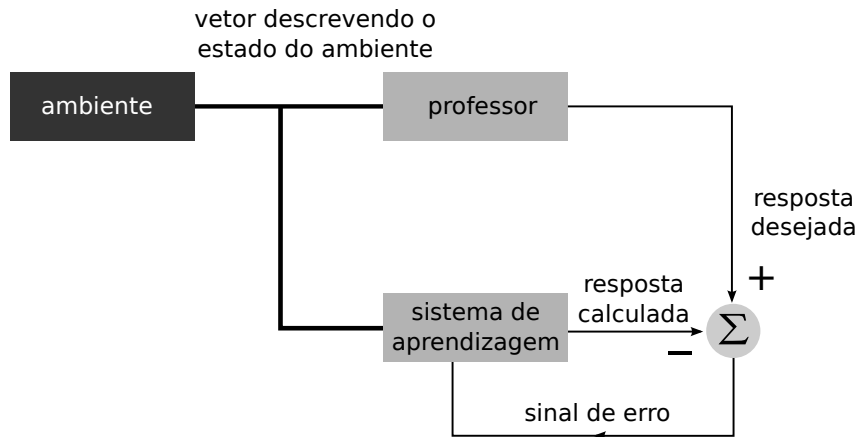 vetor descrevendo o
estado do ambiente
ambiente
professor
resposta
desejada
+
resposta
calculada
sistema de
aprendizagem
Σ
−
sinal de erro